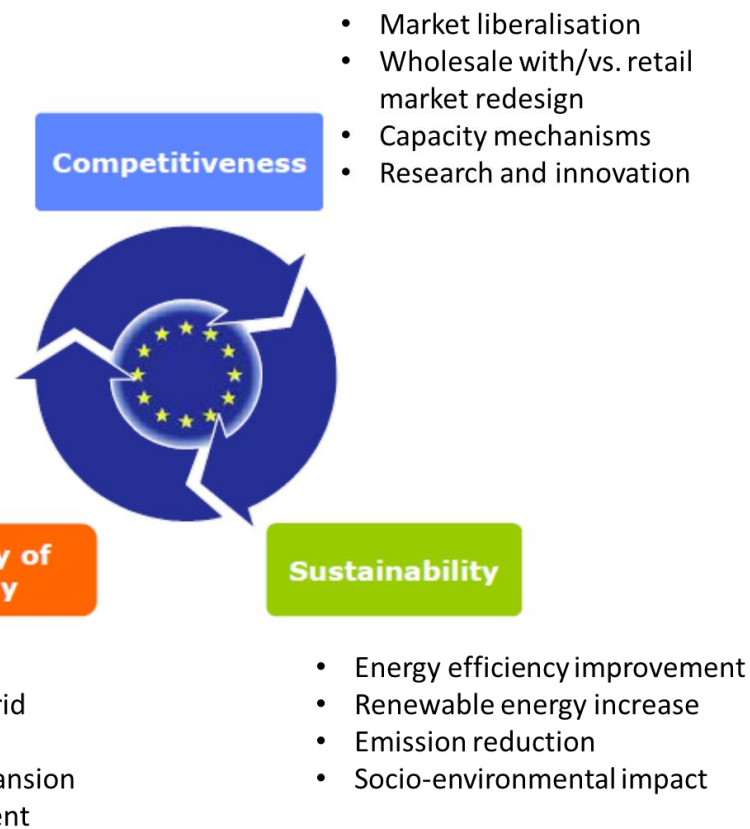 • Market liberalisation
• Wholesale with/vs. retail
market redesign
• Capacity mechanisms
• Research and innovation
Competitiveness
of
Sustainability
• Energy efficiency improvement
• Renewable energy increase
• Emission reduction
• Socio-environmental impact